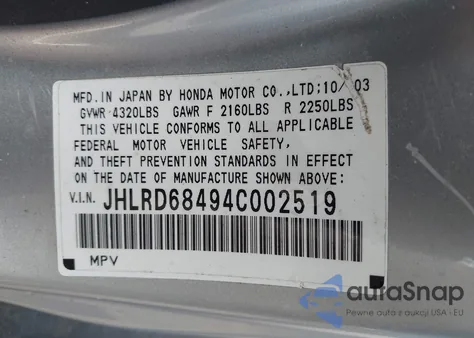 MFD. IN JAPAN BY HONDA MOTOR CO.,LTD;10/ 03
GVWR 4320LBS GAWR F 2160LBS R 2250LBS
THIS VEHICLE CONFORMS TO ALL APPLICABLE
FEDERAL MOTOR VEHICLE SAFETY,
AND THEFT PREVENTION STANDARDS IN EFFECT
ON THE DATE OF MANUFACTURE SHOWN ABOVE:
V.I.N. JHLRD68494C002519
MPV
autaSnap
Pewne auta z aukcji USA i EU